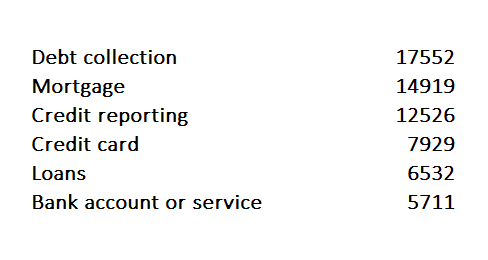 Debt collection 17552
Mortgage 14919
Credit reporting 12526
Credit card 7929
Loans 6532
Bank account or service 5711